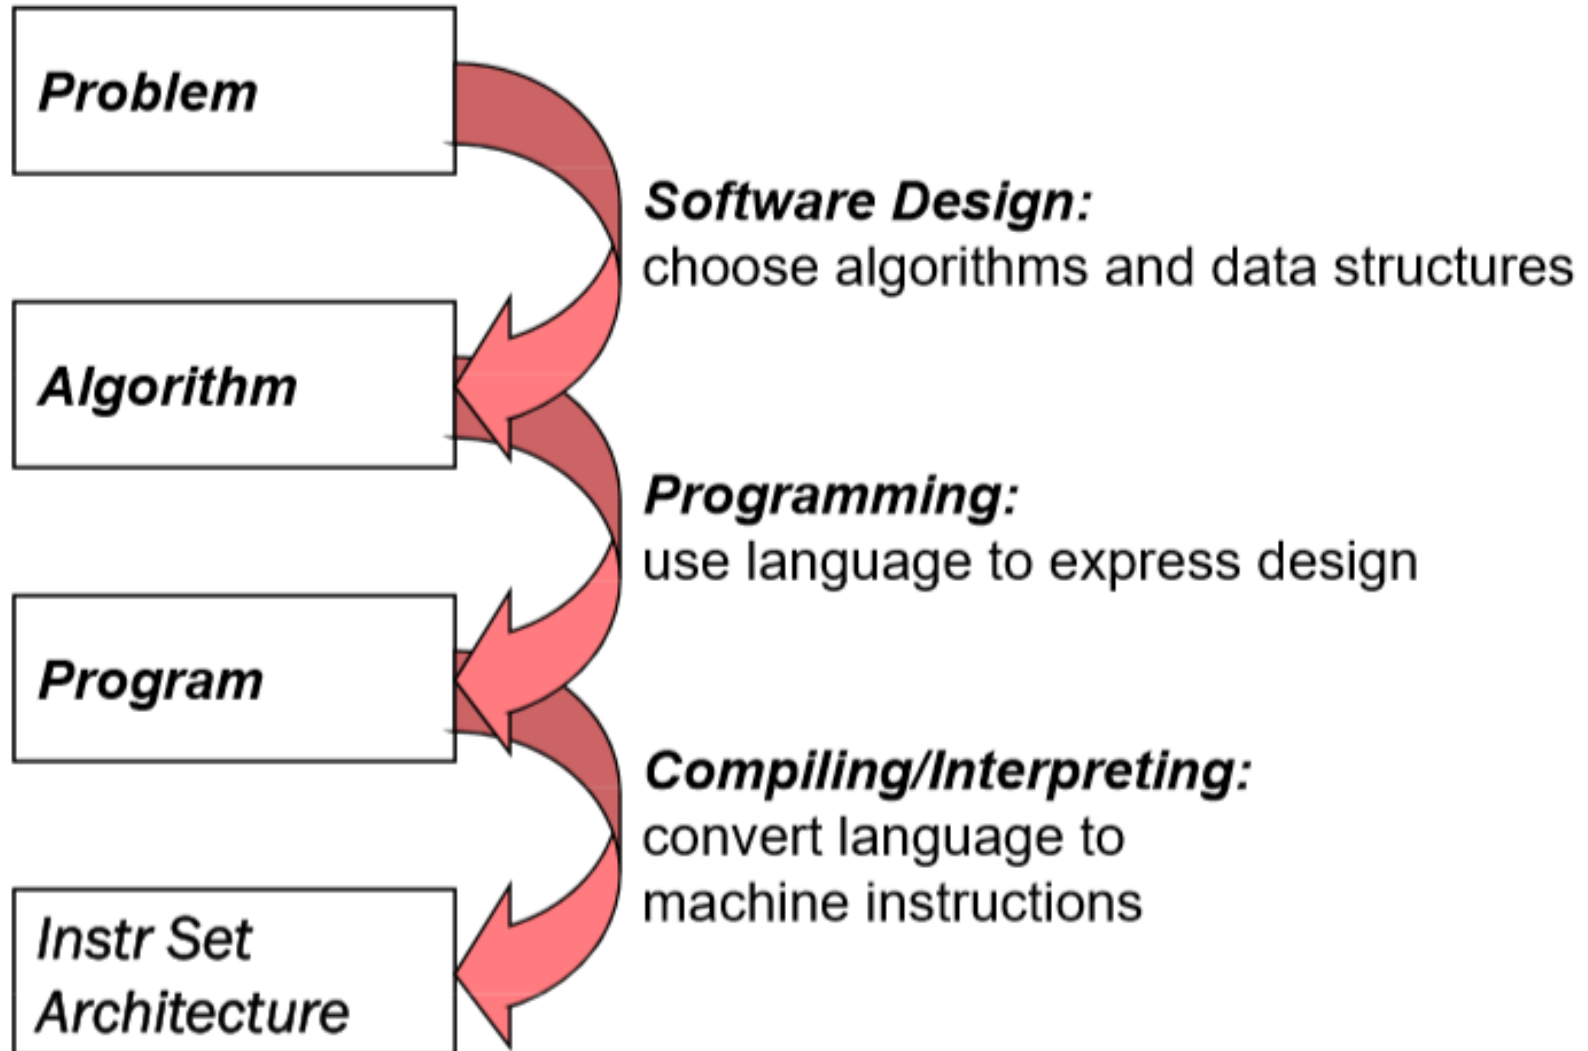 Problem
Software Design:
choose algorithms and data structures
Algorithm
Programming:
use language to express design
Program
Compiling/Interpreting:
convert language to
machine instructions
Instr Set
Architecture